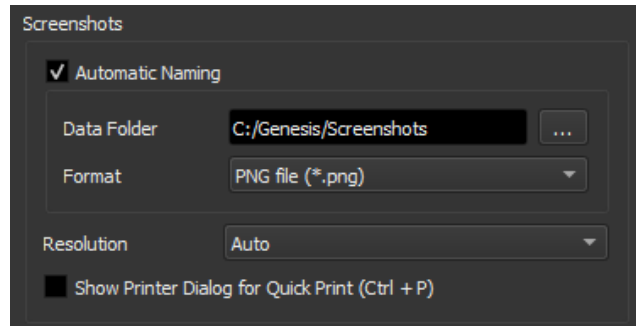 Screenshots
Automatic Naming
Data Folder C:/Genesis/Screenshots ...
Format PNG file (*.png)
Resolution Auto
Show Printer Dialog for Quick Print (Ctrl + P)